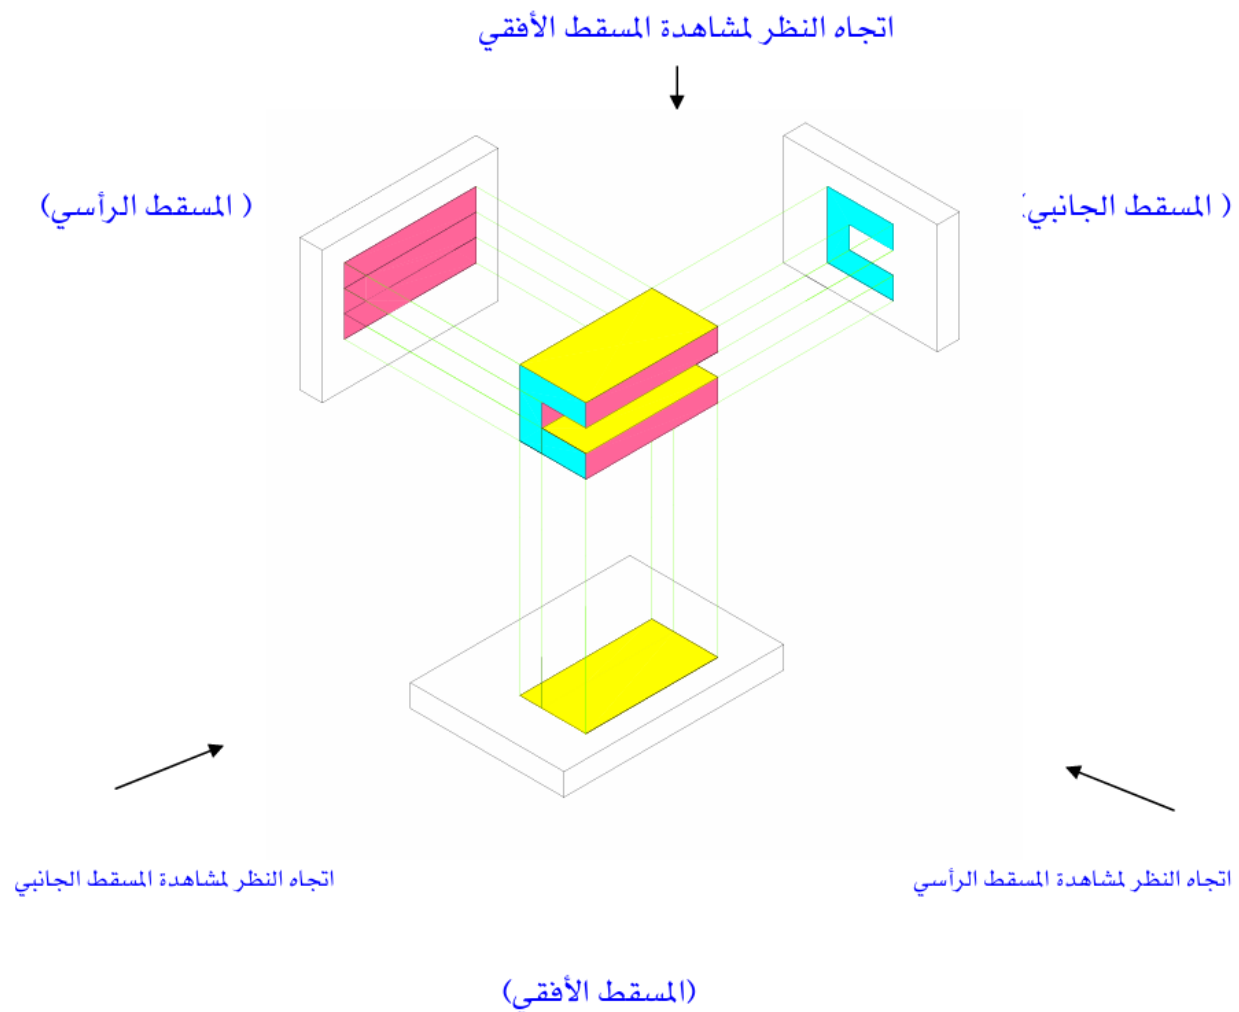 اتجاه النظر لمشاهدة المسقط الأفقي
( المسقط الجانبي)
( المسقط الرأسي)
اتجاه النظر لمشاهدة المسقط الرأسي
اتجاه النظر لمشاهدة المسقط الجانبي
(المسقط الأفقي)